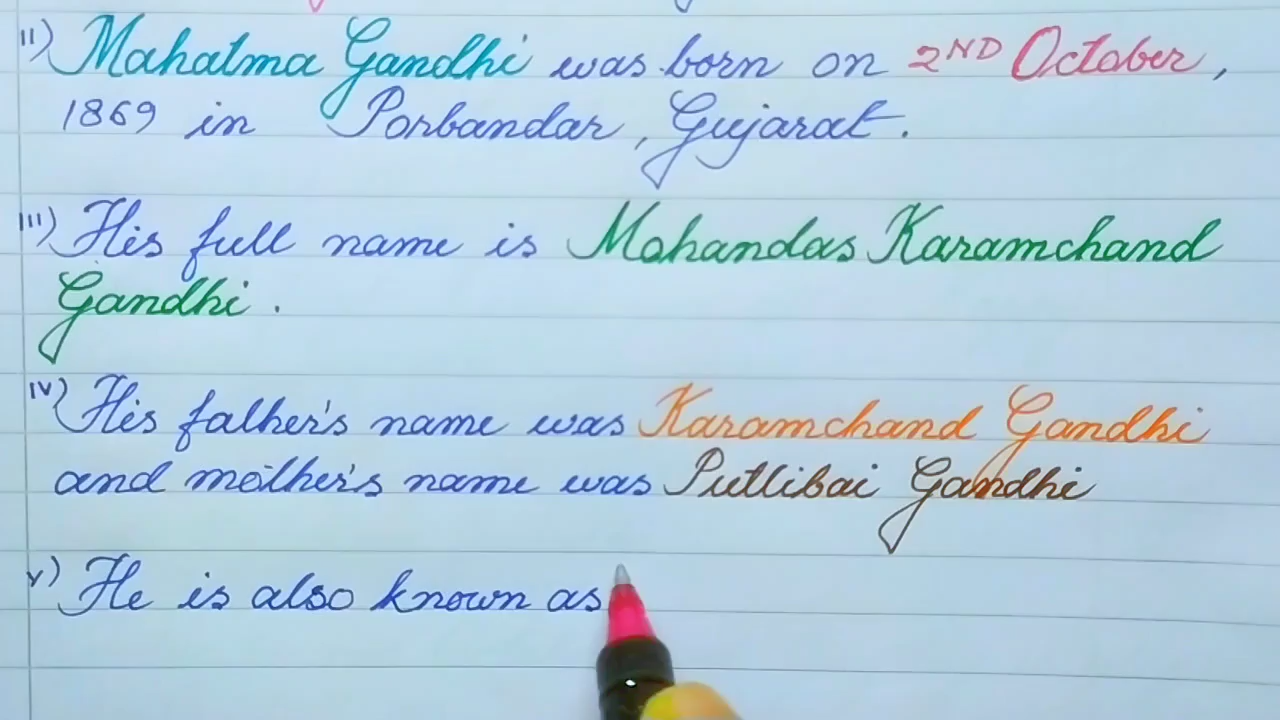 ii) Mahatma Gandhi was born on 2ND October,
1869 in Porbandar, Gujarat.
iii) His full name is Mohandas Karamchand
Gandhi.
iv) His father's name was Karamchand Gandhi
and mother's name was Putlibai Gandhi
v) He is also known as